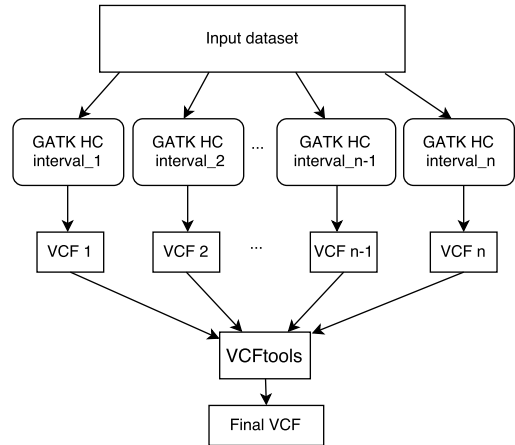 Input dataset
GATK HC
interval_1
GATK HC
interval_2
...
GATK HC
interval_n-1
GATK HC
interval_n
VCF 1
VCF 2
...
VCF n-1
VCF n
VCFtools
Final VCF